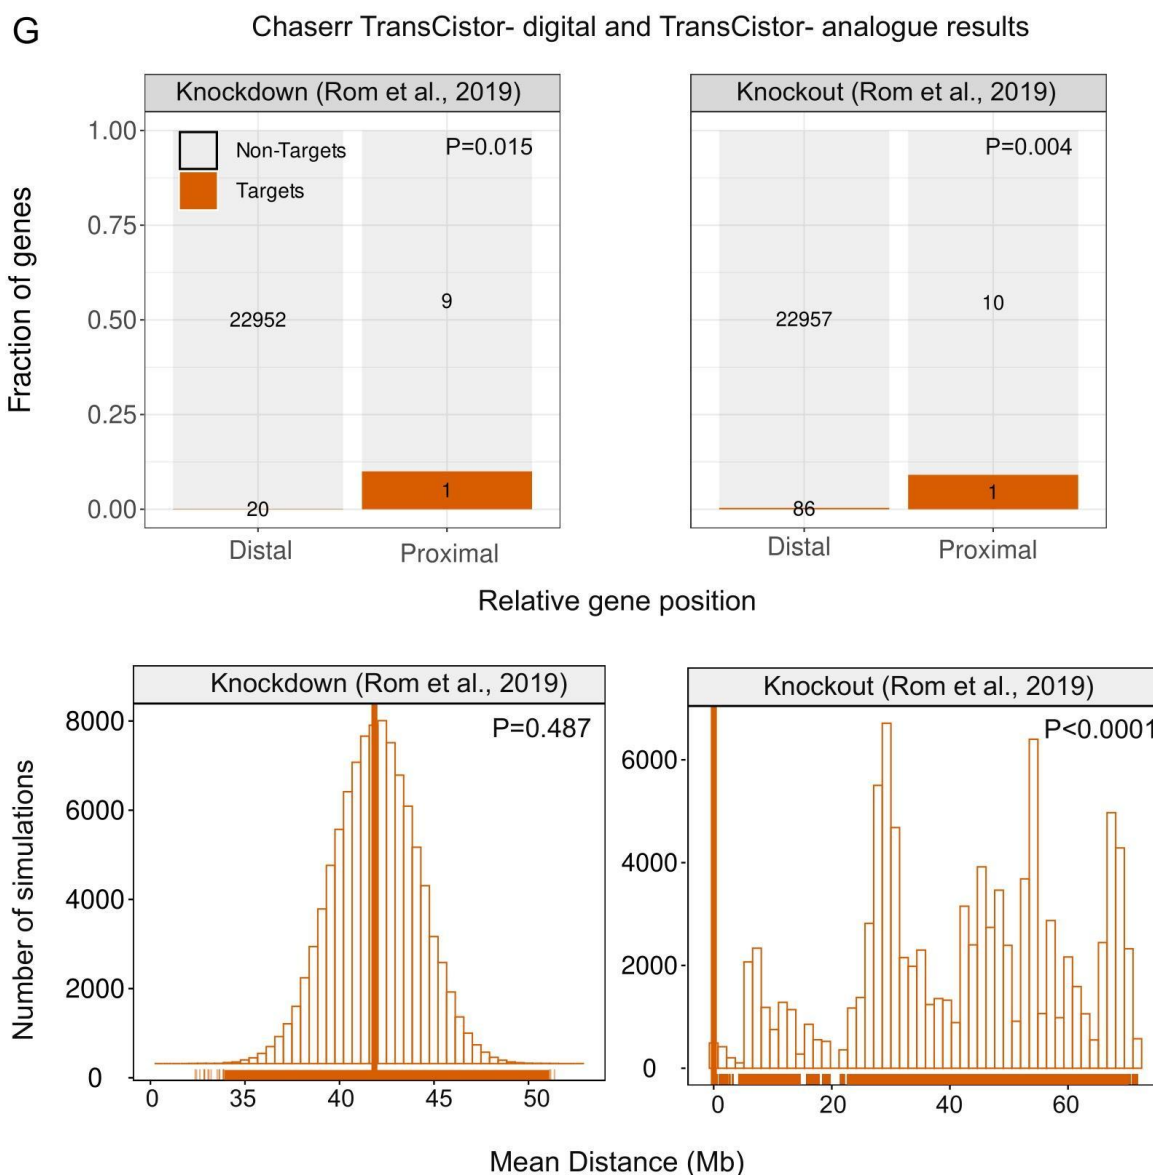 G
Chaserr TransCistor- digital and TransCistor- analogue results
Knockdown (Rom et al., 2019)
Knockout (Rom et al., 2019)
Fraction of genes
1.00
0.75
0.50
0.25
0.00
Non-Targets
Targets
P=0.015
22952
9
20
1
Distal
Proximal
P=0.004
22957
10
86
1
Distal
Proximal
Relative gene position
Knockdown (Rom et al., 2019)
Knockout (Rom et al., 2019)
Number of simulations
8000
6000
4000
2000
0
P=0.487
0 35 40 45 50
6000
4000
2000
0
P<0.0001
0 20 40 60
Mean Distance (Mb)